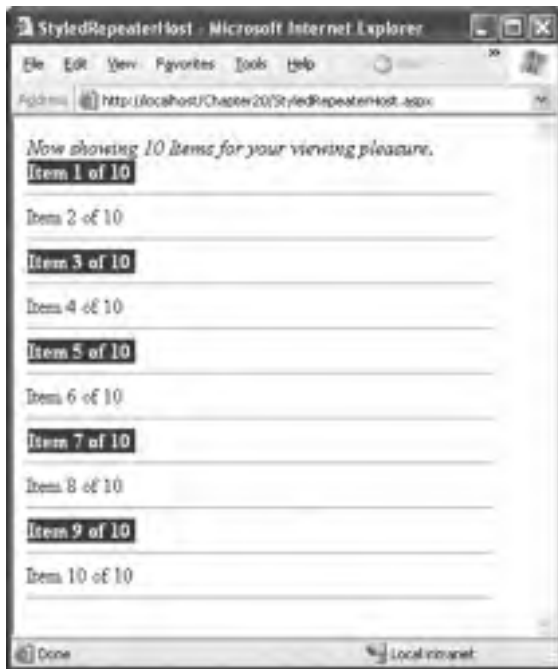 StyledRepeaterHost - Microsoft Internet Explorer
File Edit View Favorites Tools Help »
Address http://localhost/Chapter20/StyledRepeaterHost.aspx
Now showing 10 Items for your viewing pleasure.
Item 1 of 10
Item 2 of 10
Item 3 of 10
Item 4 of 10
Item 5 of 10
Item 6 of 10
Item 7 of 10
Item 8 of 10
Item 9 of 10
Item 10 of 10
Done
Local intranet